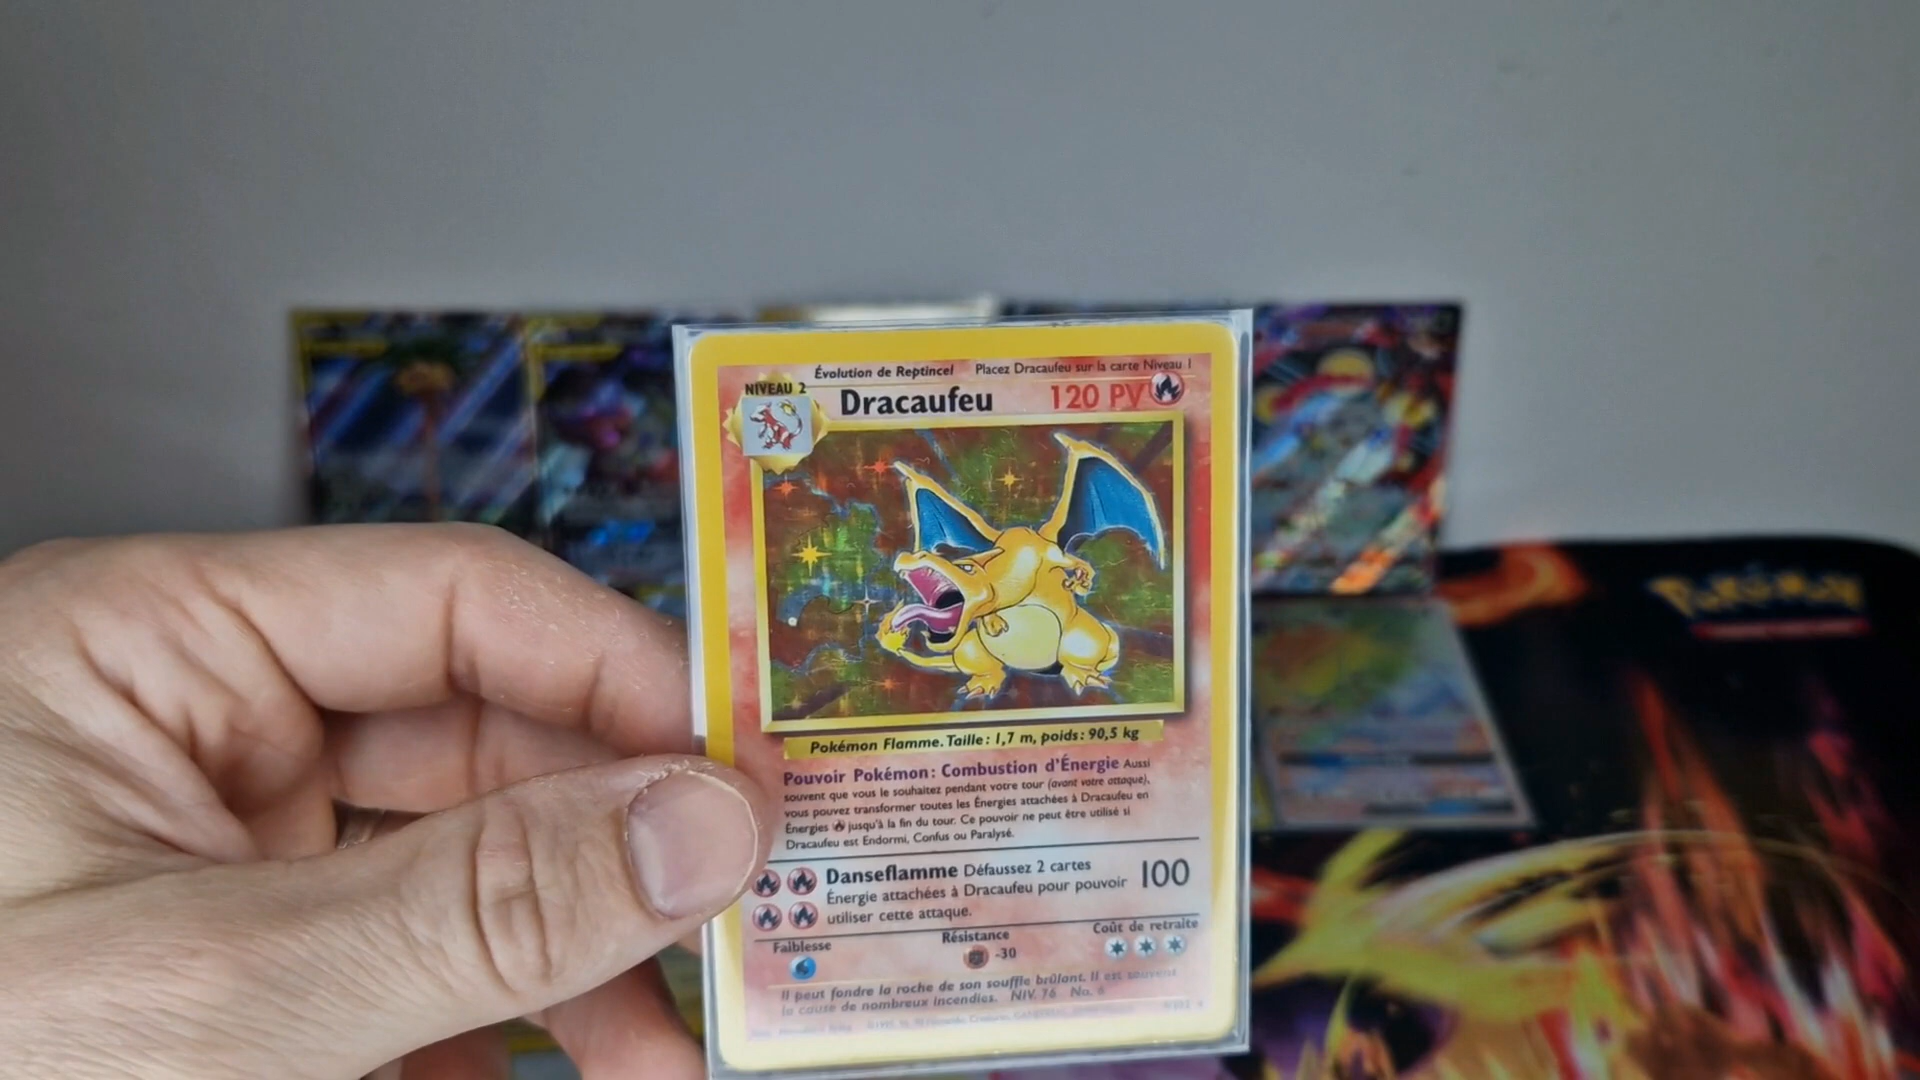 Évolution de Reptincel Placez Dracaufeu sur la carte Niveau 1
NIVEAU 2
Dracaufeu 120 PV
Pokémon Flamme. Taille : 1,7 m, poids : 90,5 kg
Pouvoir Pokémon : Combustion d'Énergie Aussi
souvent que vous le souhaitez pendant votre tour (avant votre attaque),
vous pouvez transformer toutes les Énergies attachées à Dracaufeu en
Énergies jusqu'à la fin du tour. Ce pouvoir ne peut être utilisé si
Dracaufeu est Endormi, Confus ou Paralysé.
Danseflamme Défaussez 2 cartes
Énergie attachées à Dracaufeu pour pouvoir 100
utiliser cette attaque.
Faiblesse Résistance Coût de retraite
-30
Il peut fondre la roche de son souffle brûlant. Il est souvent
la cause de nombreux incendies. NIV. 76 No. 6
Pokémon